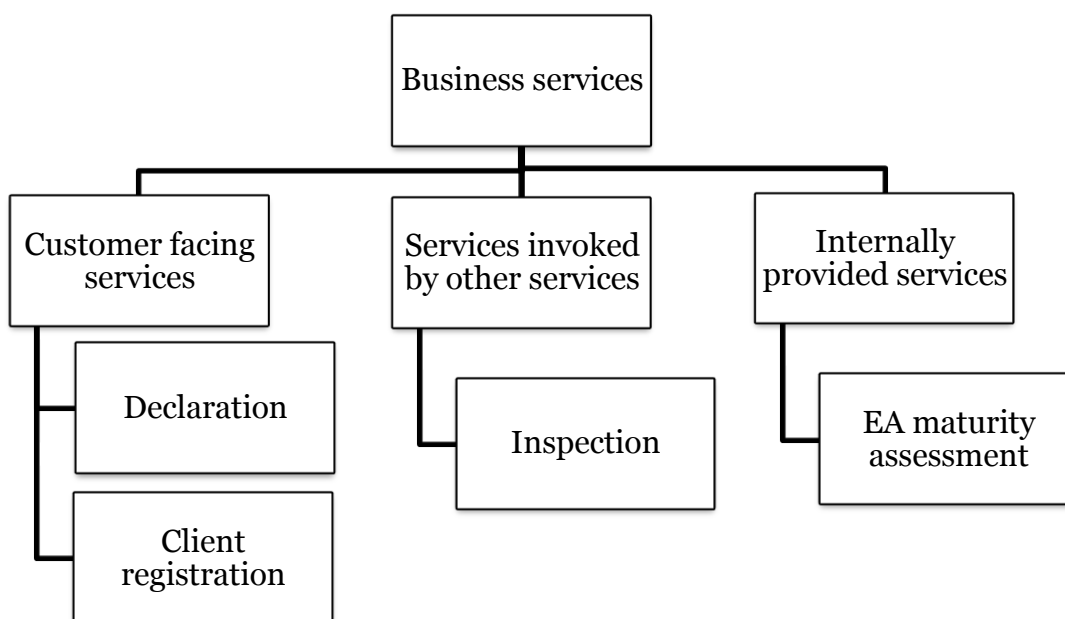 Business services
Customer facing
services
Services invoked
by other services
Internally
provided services
Declaration
Inspection
EA maturity
assessment
Client
registration